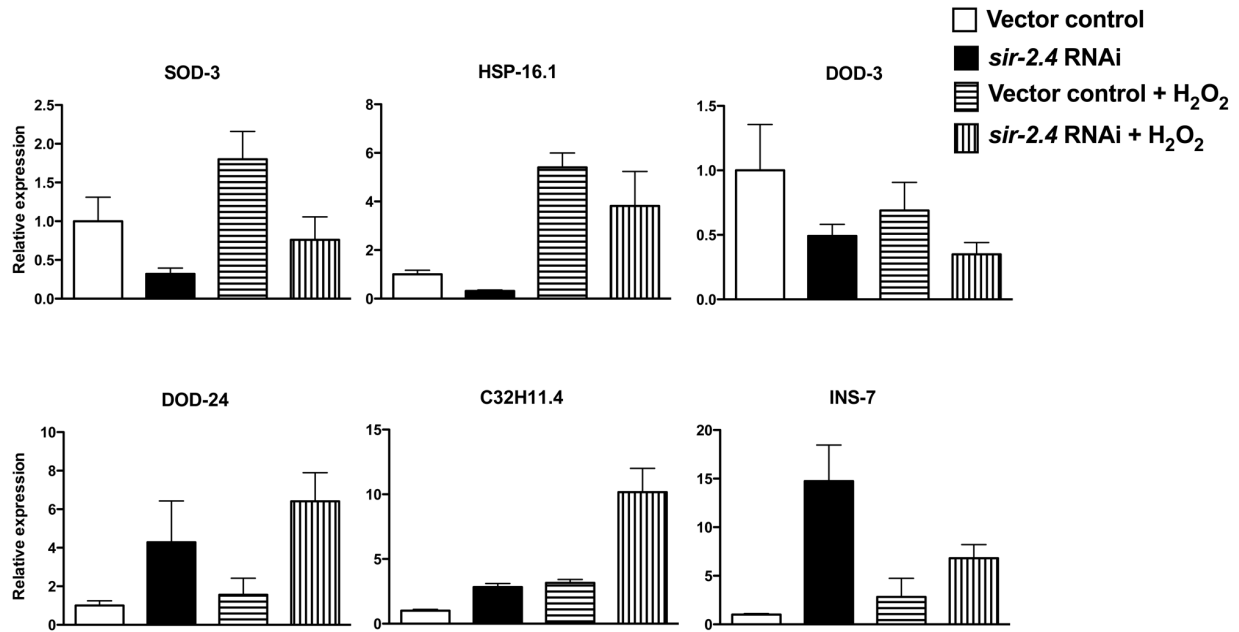 Vector control
sir-2.4 RNAi
Vector control + H₂O₂
sir-2.4 RNAi + H₂O₂
SOD-3
Relative expression
2.5
2.0
1.5
1.0
0.5
0.0
HSP-16.1
8
6
4
2
0
DOD-3
1.5
1.0
0.5
0.0
DOD-24
Relative expression
10
8
6
4
2
0
C32H11.4
15
10
5
0
INS-7
20
15
10
5
0